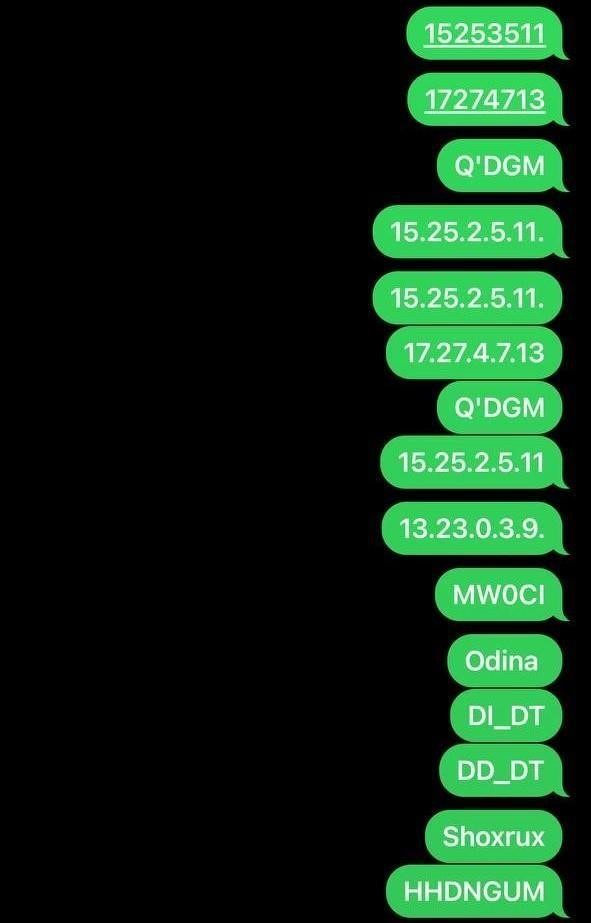 15253511
17274713
Q'DGM
15.25.2.5.11.
15.25.2.5.11.
17.27.4.7.13
Q'DGM
15.25.2.5.11
13.23.0.3.9.
MW0CI
Odina
DI_DT
DD_DT
Shoxrux
HHDNGUM